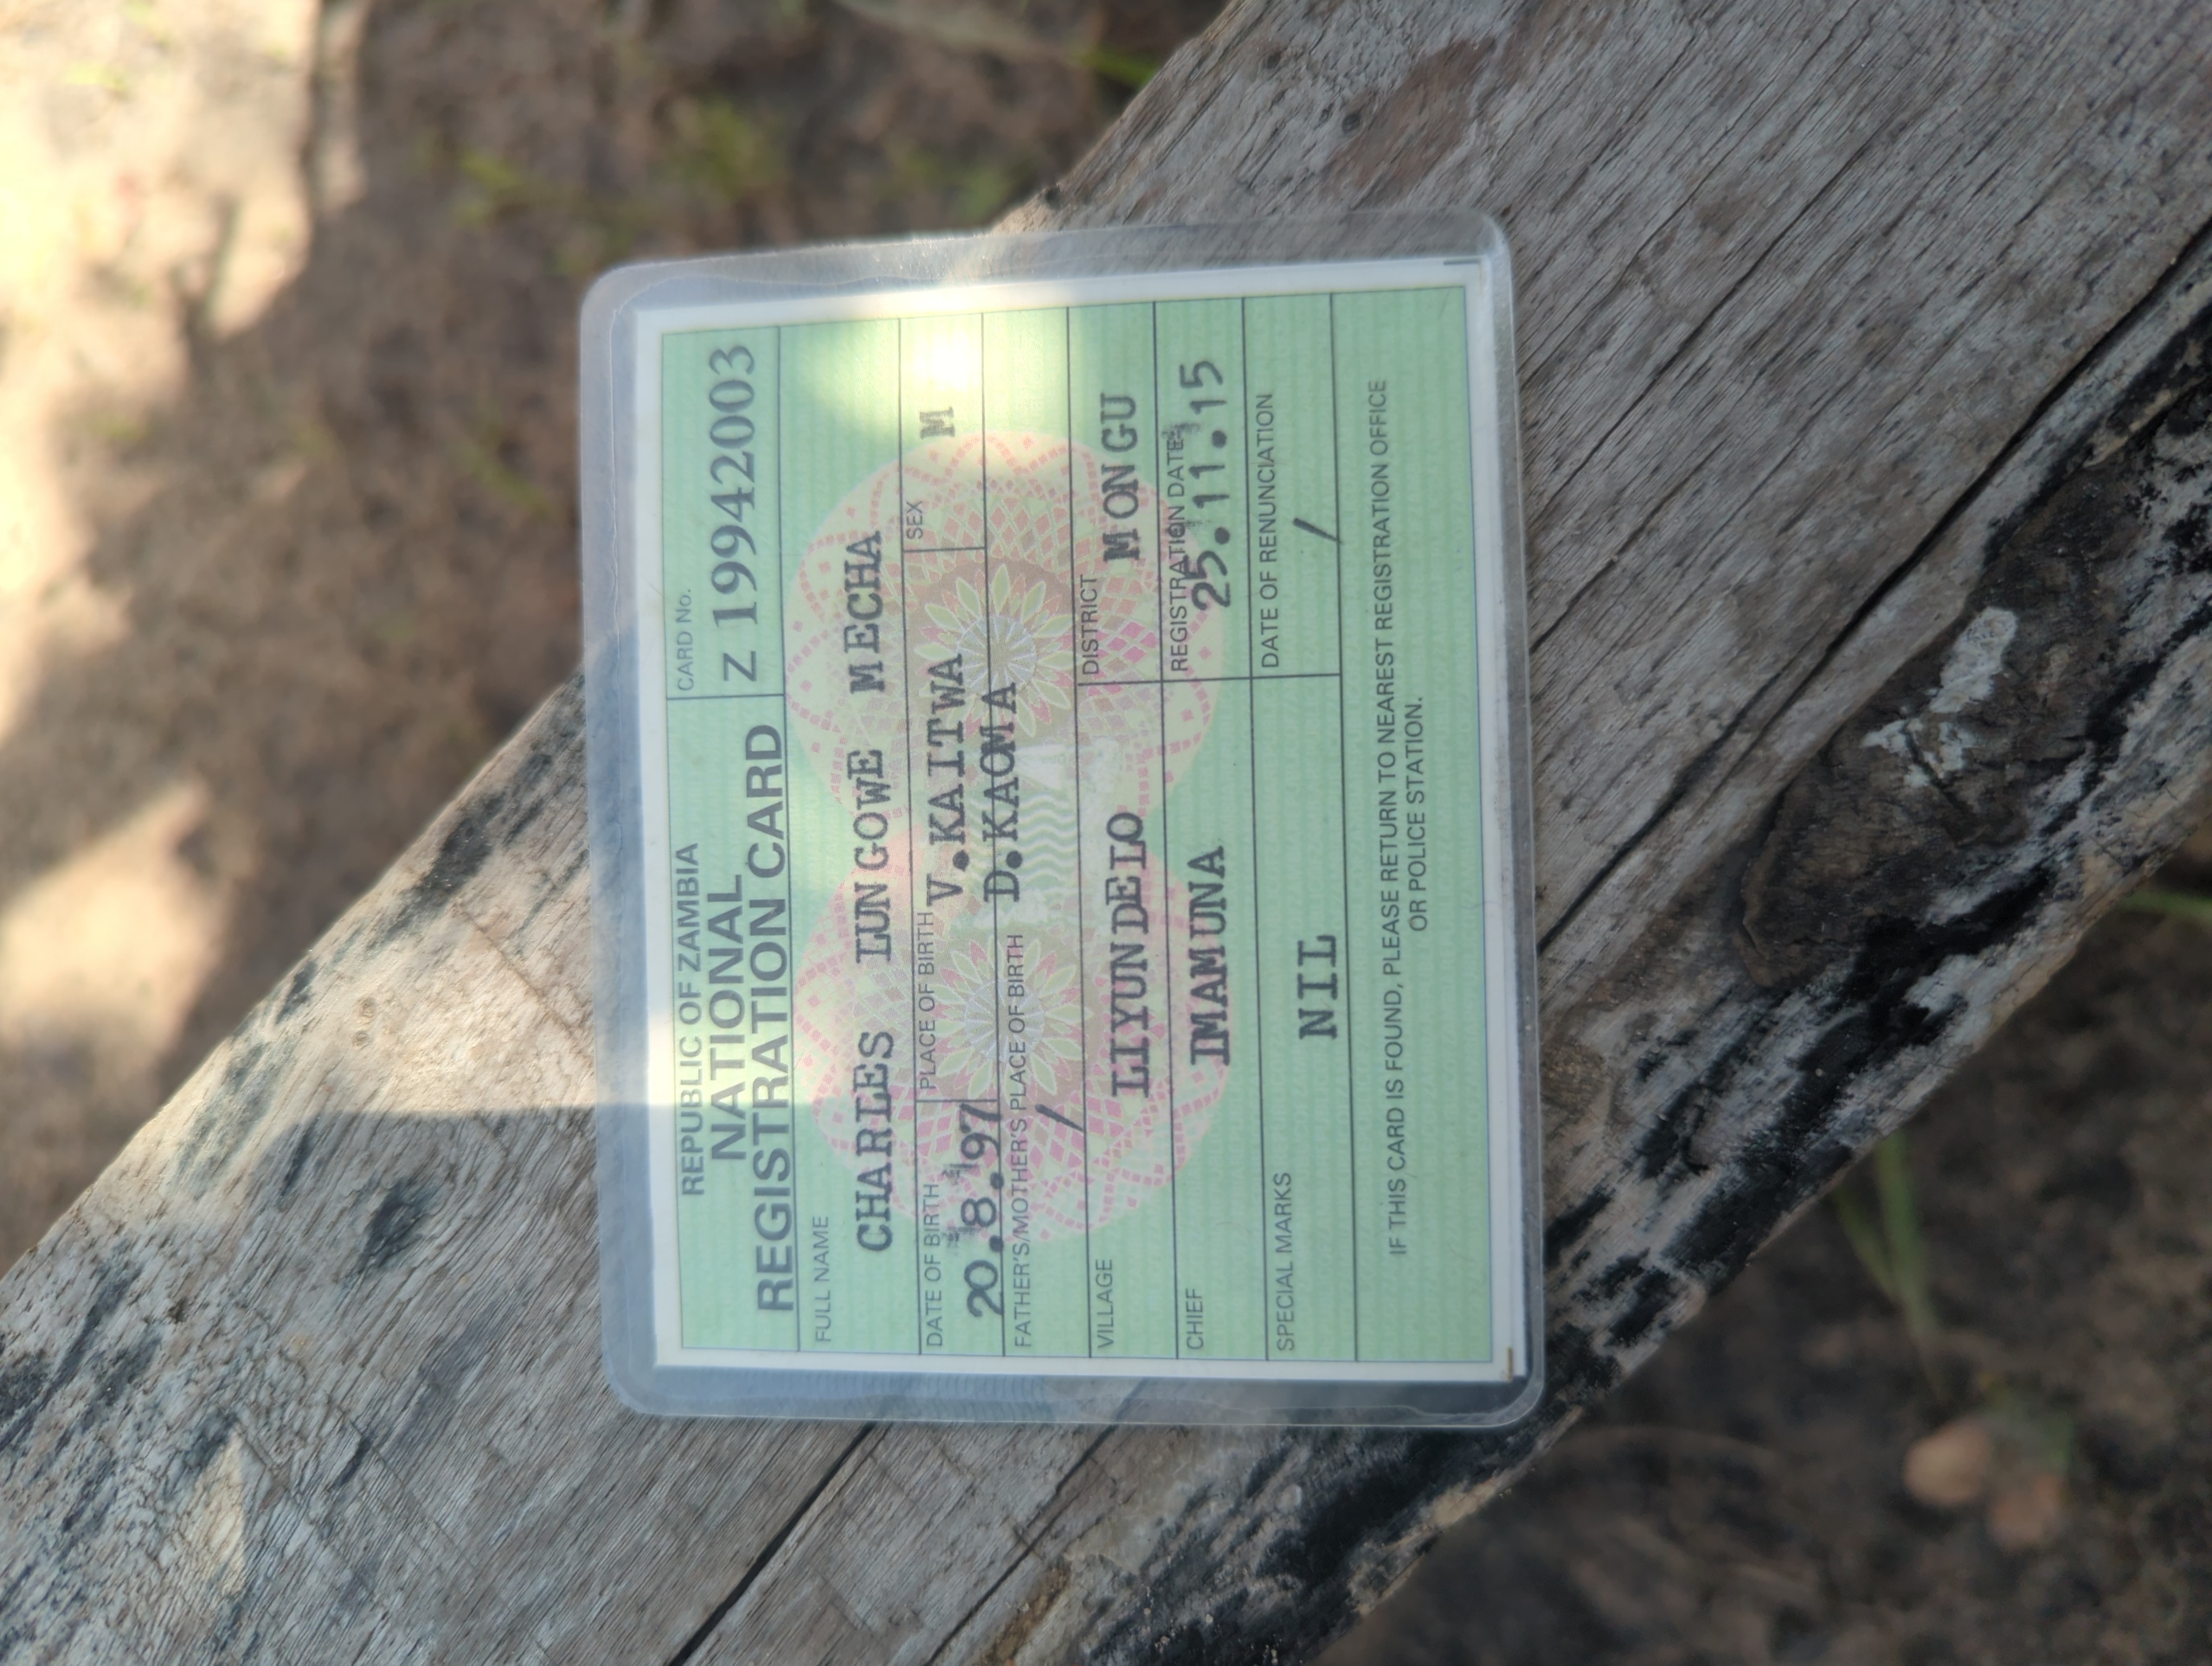 REPUBLIC OF ZAMBIA
NATIONAL
REGISTRATION CARD
CARD No.
Z 19942003
FULL NAME
CHARLES LUNGOWE MECHA
DATE OF BIRTH
20.8.97
PLACE OF BIRTH
V.KAITWA
D.KAOMA
SEX
M
FATHER'S/MOTHER'S PLACE OF BIRTH
/
VILLAGE
LIYUNDELO
DISTRICT
MONGU
CHIEF
IMAMUNA
REGISTRATION DATE
25.11.15
SPECIAL MARKS
NIL
DATE OF RENUNCIATION
/
IF THIS CARD IS FOUND, PLEASE RETURN TO NEAREST REGISTRATION OFFICE
OR POLICE STATION.